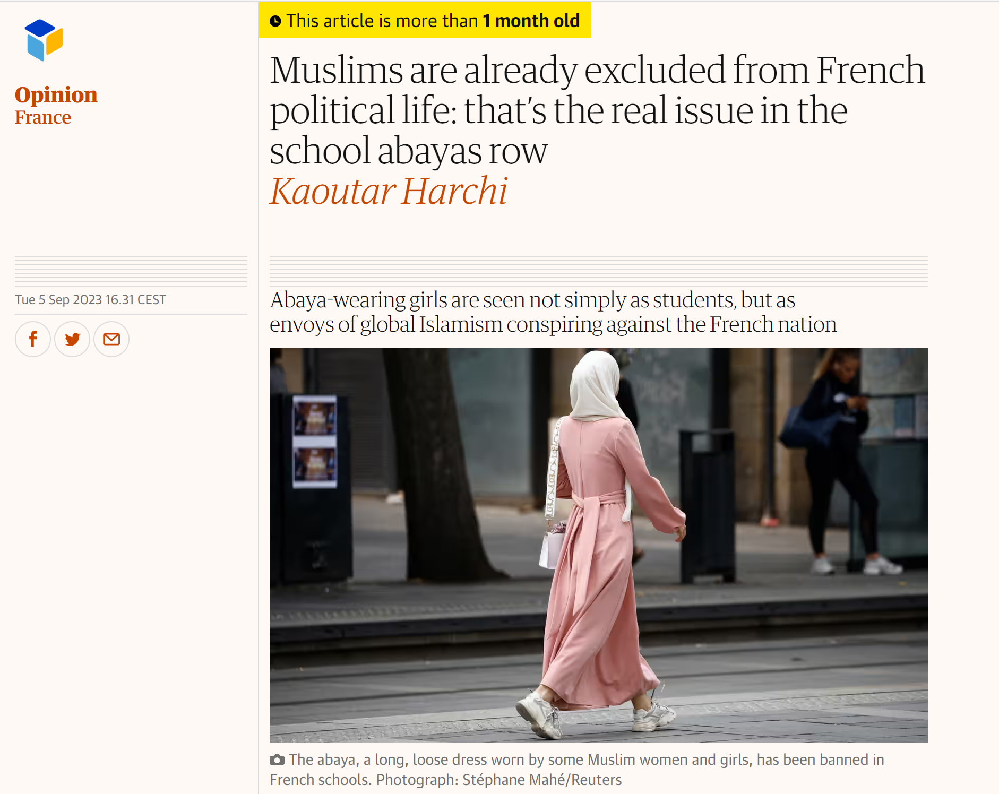 This article is more than 1 month old
Opinion
France
Muslims are already excluded from French
political life: that's the real issue in the
school abayas row
Kaoutar Harchi
Tue 5 Sep 2023 16.31 CEST
Abaya-wearing girls are seen not simply as students, but as
envoys of global Islamism conspiring against the French nation
The abaya, a long, loose dress worn by some Muslim women and girls, has been banned in
French schools. Photograph: Stéphane Mahé/Reuters